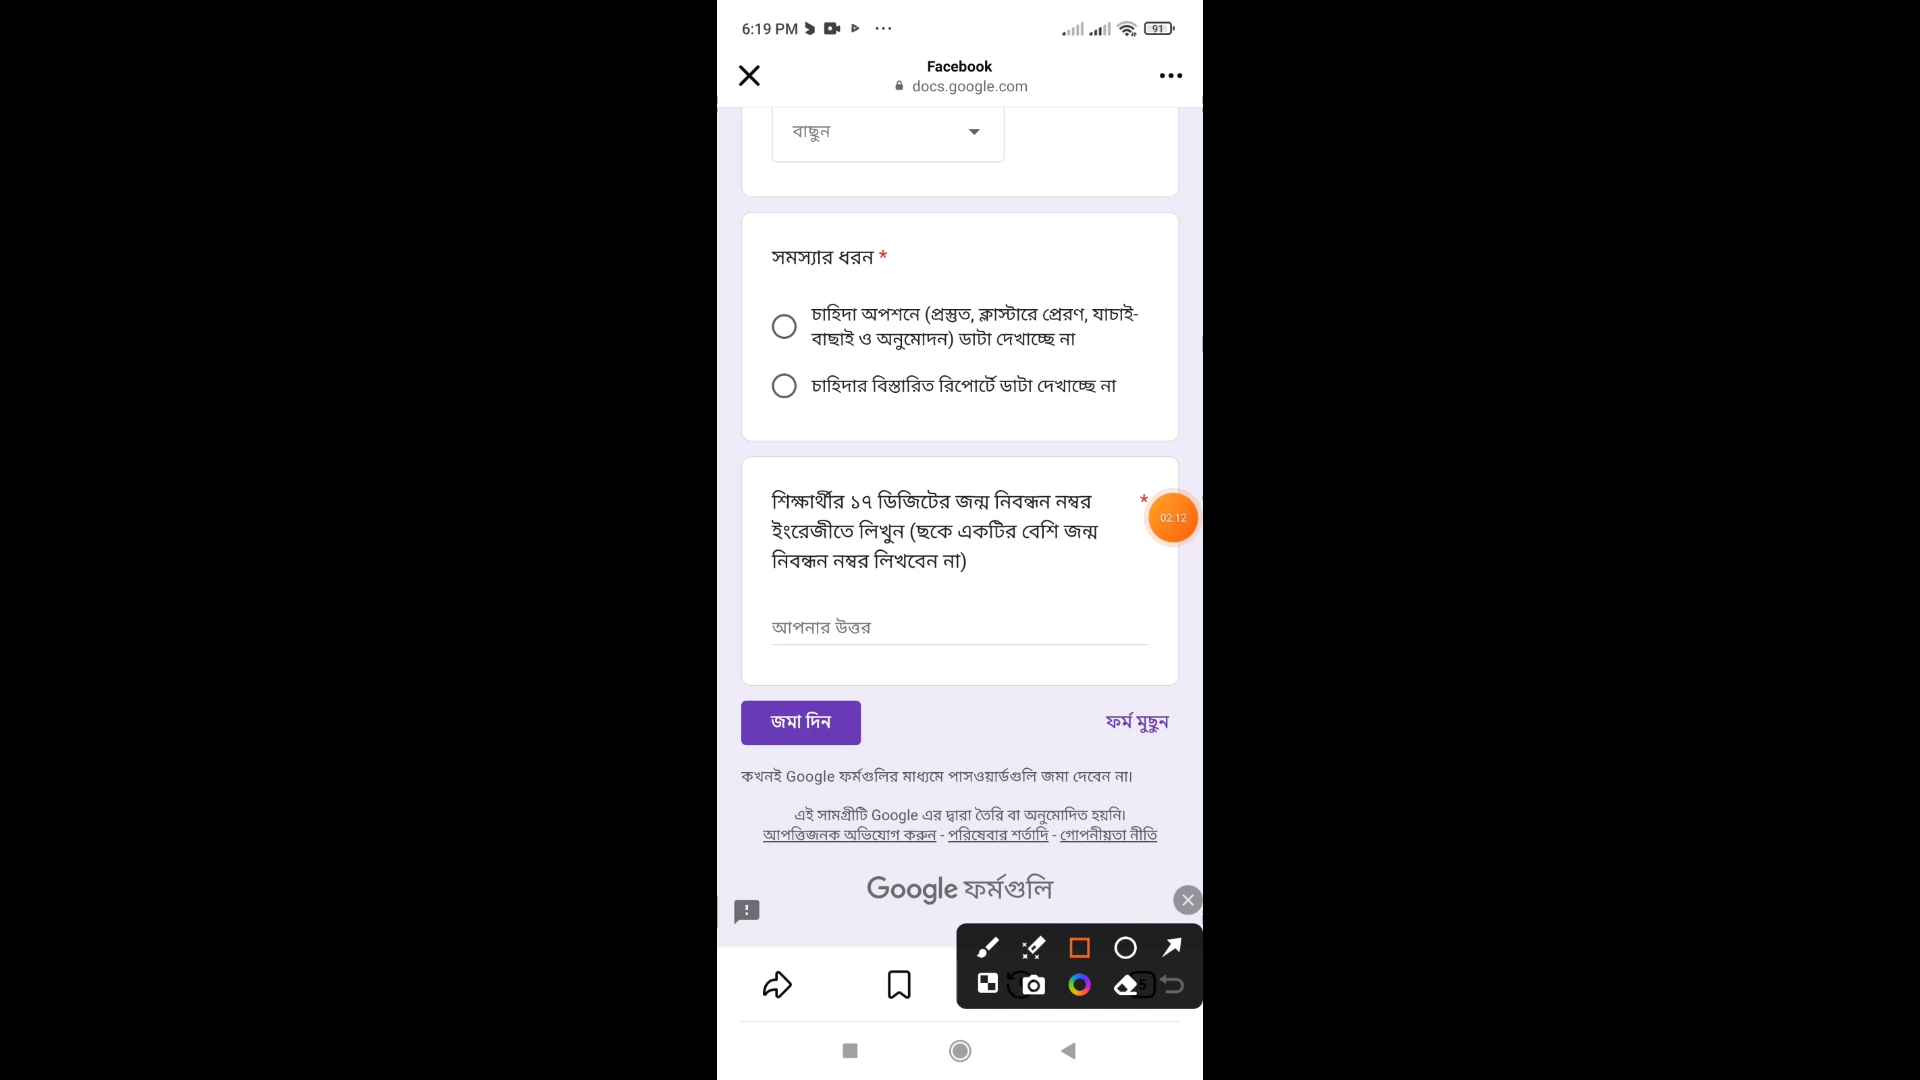 6:19 PM
91
Facebook
docs.google.com
বাছুন
সমস্যার ধরন *
চাহিদা অপশনে (প্রস্তুত, ক্লাস্টারে প্রেরণ, যাচাই-
বাছাই ও অনুমোদন) ডাটা দেখাচ্ছে না
চাহিদার বিস্তারিত রিপোর্টে ডাটা দেখাচ্ছে না
শিক্ষার্থীর ১৭ ডিজিটের জন্ম নিবন্ধন নম্বর *
ইংরেজীতে লিখুন (ছকে একটির বেশি জন্ম
নিবন্ধন নম্বর লিখবেন না)
02:12
আপনার উত্তর
জমা দিন
ফর্ম মুছুন
কখনই Google ফর্মগুলির মাধ্যমে পাসওয়ার্ডগুলি জমা দেবেন না।
এই সামগ্রীটি Google এর দ্বারা তৈরি বা অনুমোদিত হয়নি।
আপত্তিজনক অভিযোগ করুন - পরিষেবার শর্তাদি - গোপনীয়তা নীতি
Google ফর্মগুলি
5